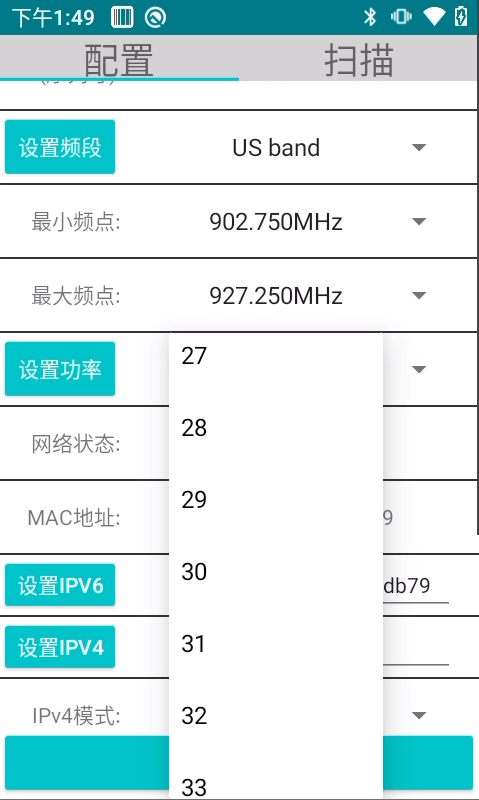 下午1:49
配置
扫描
设置频段
US band
最小频点:
902.750MHz
最大频点:
927.250MHz
设置功率
27
28
网络状态:
29
MAC地址:
9
30
设置IPV6
db79
31
设置IPV4
32
IPv4模式:
33